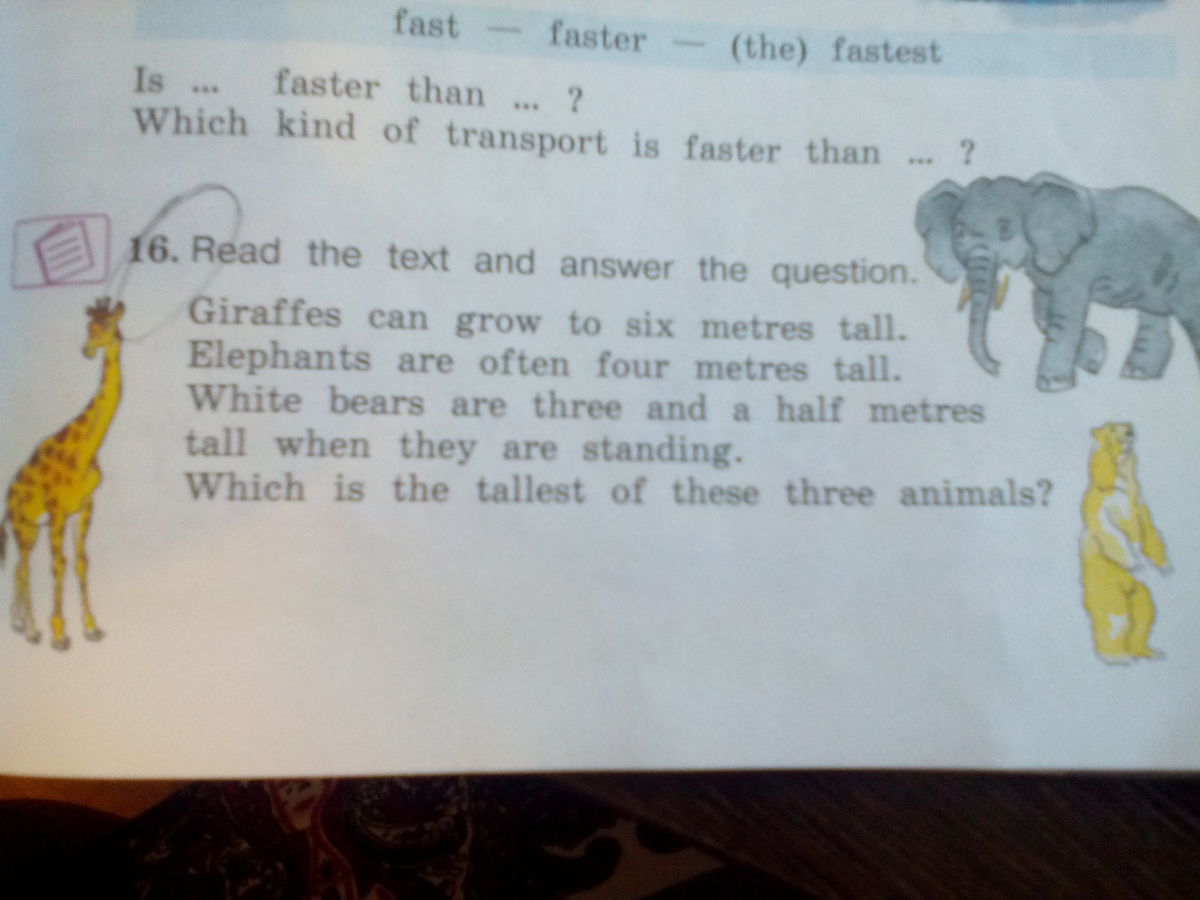 fast — faster — (the) fastest
Is ... faster than ... ?
Which kind of transport is faster than ... ?
16. Read the text and answer the question.
Giraffes can grow to six metres tall.
Elephants are often four metres tall.
White bears are three and a half metres
tall when they are standing.
Which is the tallest of these three animals?